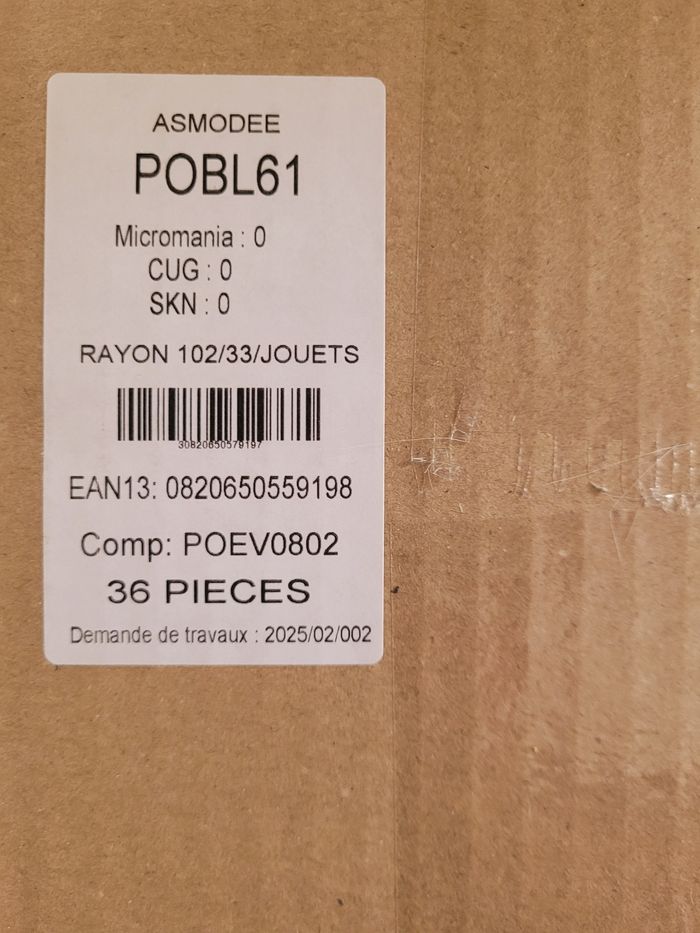 ASMODEE
POBL61
Micromania : 0
CUG : 0
SKN : 0
RAYON 102/33/JOUETS
30820650579197
EAN13: 0820650559198
Comp: POEV0802
36 PIECES
Demande de travaux : 2025/02/002